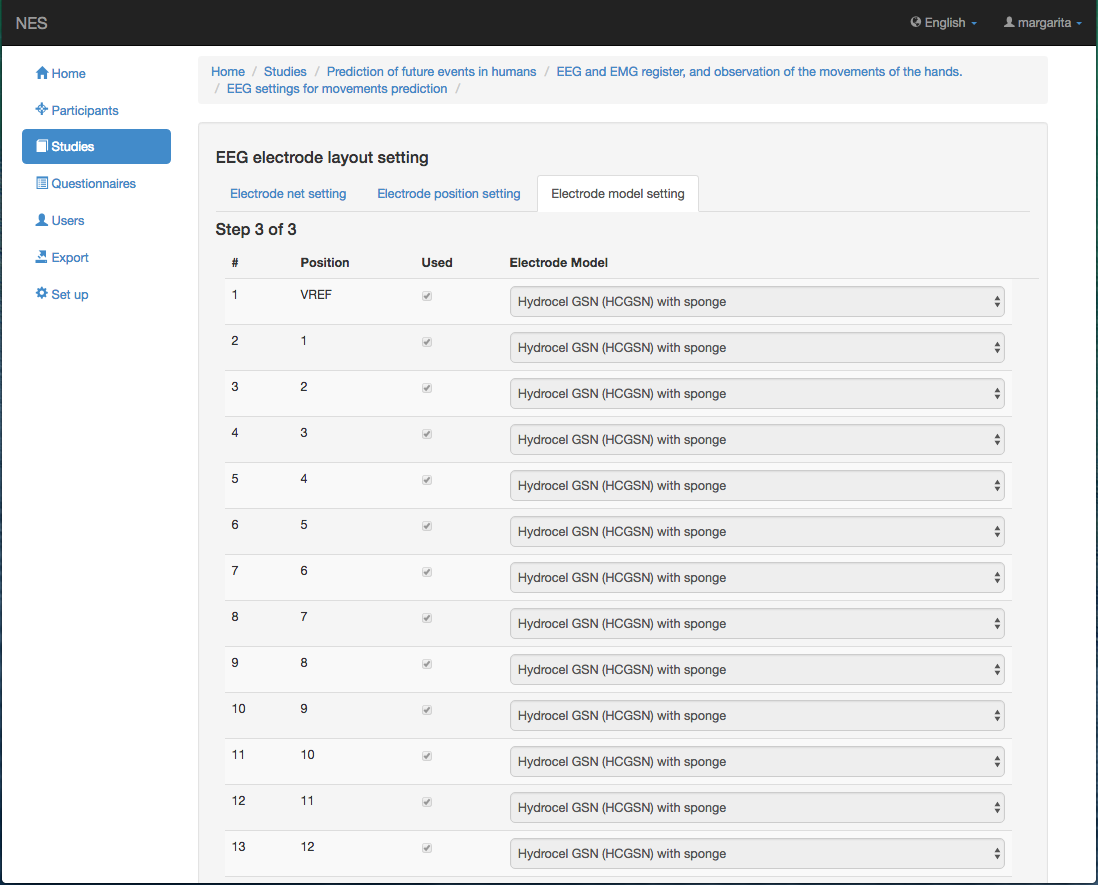 NES
English
margarita
Home
Participants
Studies
Questionnaires
Users
Export
Set up
Home / Studies / Prediction of future events in humans / EEG and EMG register, and observation of the movements of the hands.
/ EEG settings for movements prediction /
EEG electrode layout setting
Electrode net setting Electrode position setting Electrode model setting
Step 3 of 3
# Position Used Electrode Model
1 VREF Hydrocel GSN (HCGSN) with sponge
2 1 Hydrocel GSN (HCGSN) with sponge
3 2 Hydrocel GSN (HCGSN) with sponge
4 3 Hydrocel GSN (HCGSN) with sponge
5 4 Hydrocel GSN (HCGSN) with sponge
6 5 Hydrocel GSN (HCGSN) with sponge
7 6 Hydrocel GSN (HCGSN) with sponge
8 7 Hydrocel GSN (HCGSN) with sponge
9 8 Hydrocel GSN (HCGSN) with sponge
10 9 Hydrocel GSN (HCGSN) with sponge
11 10 Hydrocel GSN (HCGSN) with sponge
12 11 Hydrocel GSN (HCGSN) with sponge
13 12 Hydrocel GSN (HCGSN) with sponge